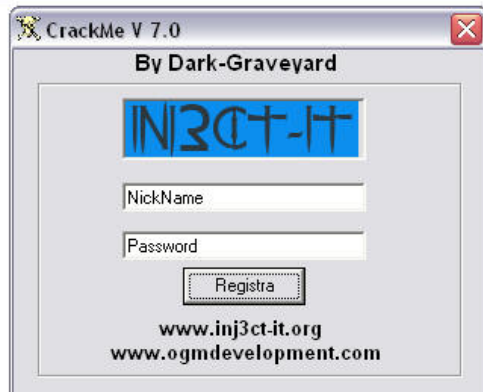 CrackMe V 7.0
By Dark-Graveyard
INJ3CT-IT
NickName
Password
Registra
www.inj3ct-it.org
www.ogmdevelopment.com